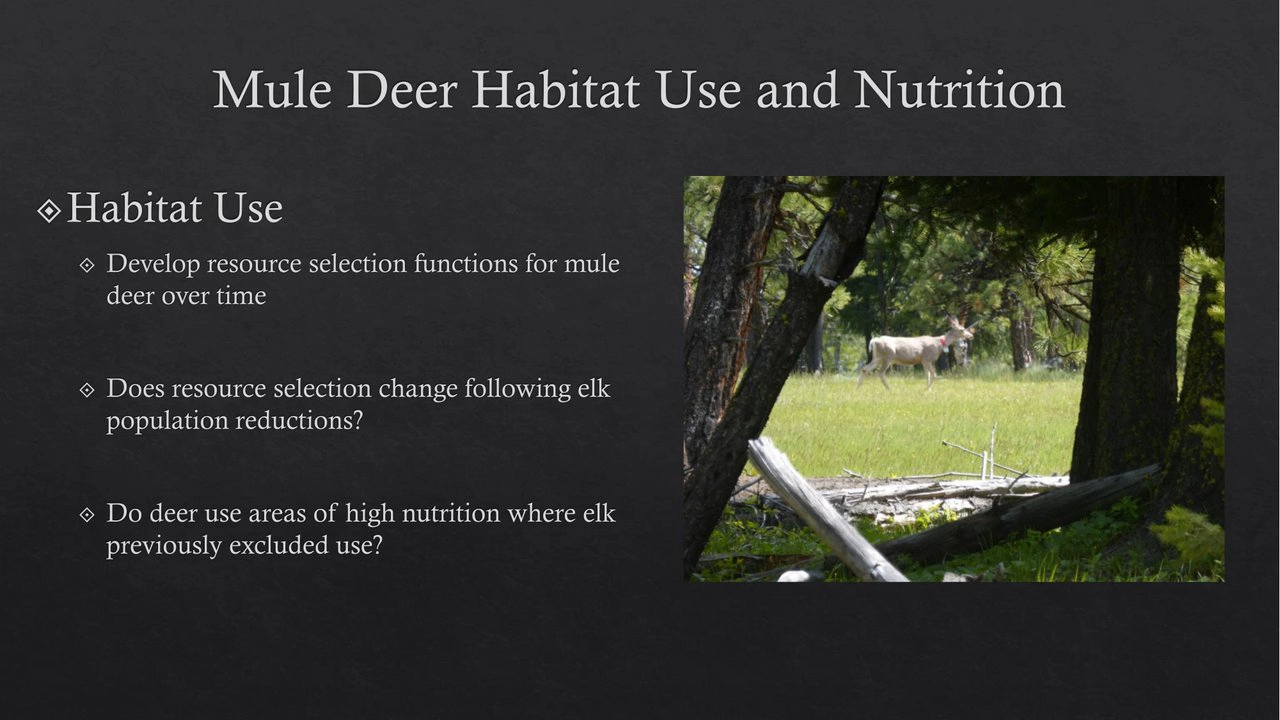 Mule Deer Habitat Use and Nutrition
Habitat Use
Develop resource selection functions for mule
deer over time
Does resource selection change following elk
population reductions?
Do deer use areas of high nutrition where elk
previously excluded use?